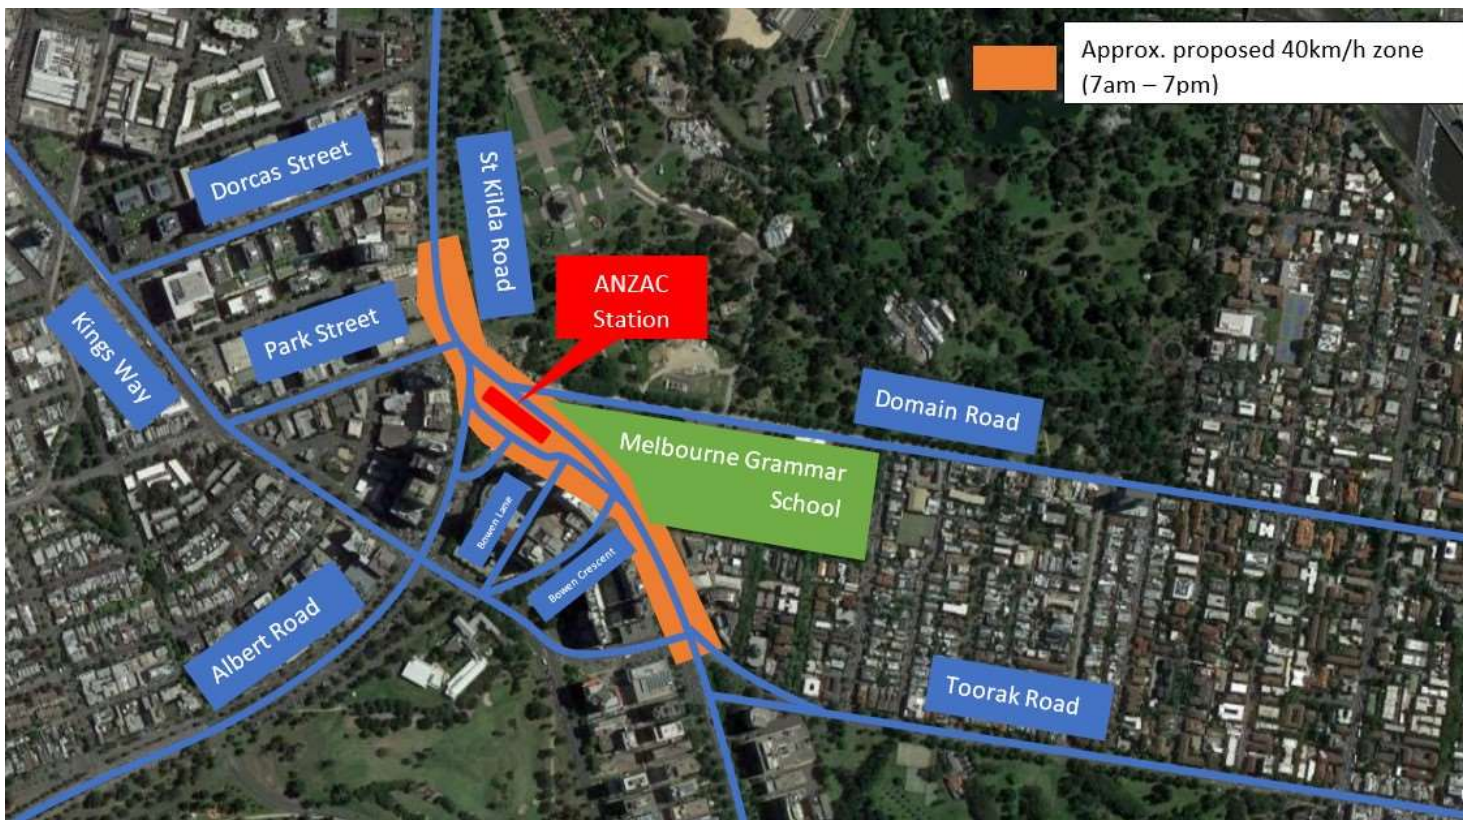 Approx. proposed 40km/h zone
(7am – 7pm)
Dorcas Street
St Kilda Road
ANZAC
Station
Park Street
Kings Way
Domain Road
Melbourne Grammar
School
Bowen Lane
Bowen Crescent
Albert Road
Toorak Road